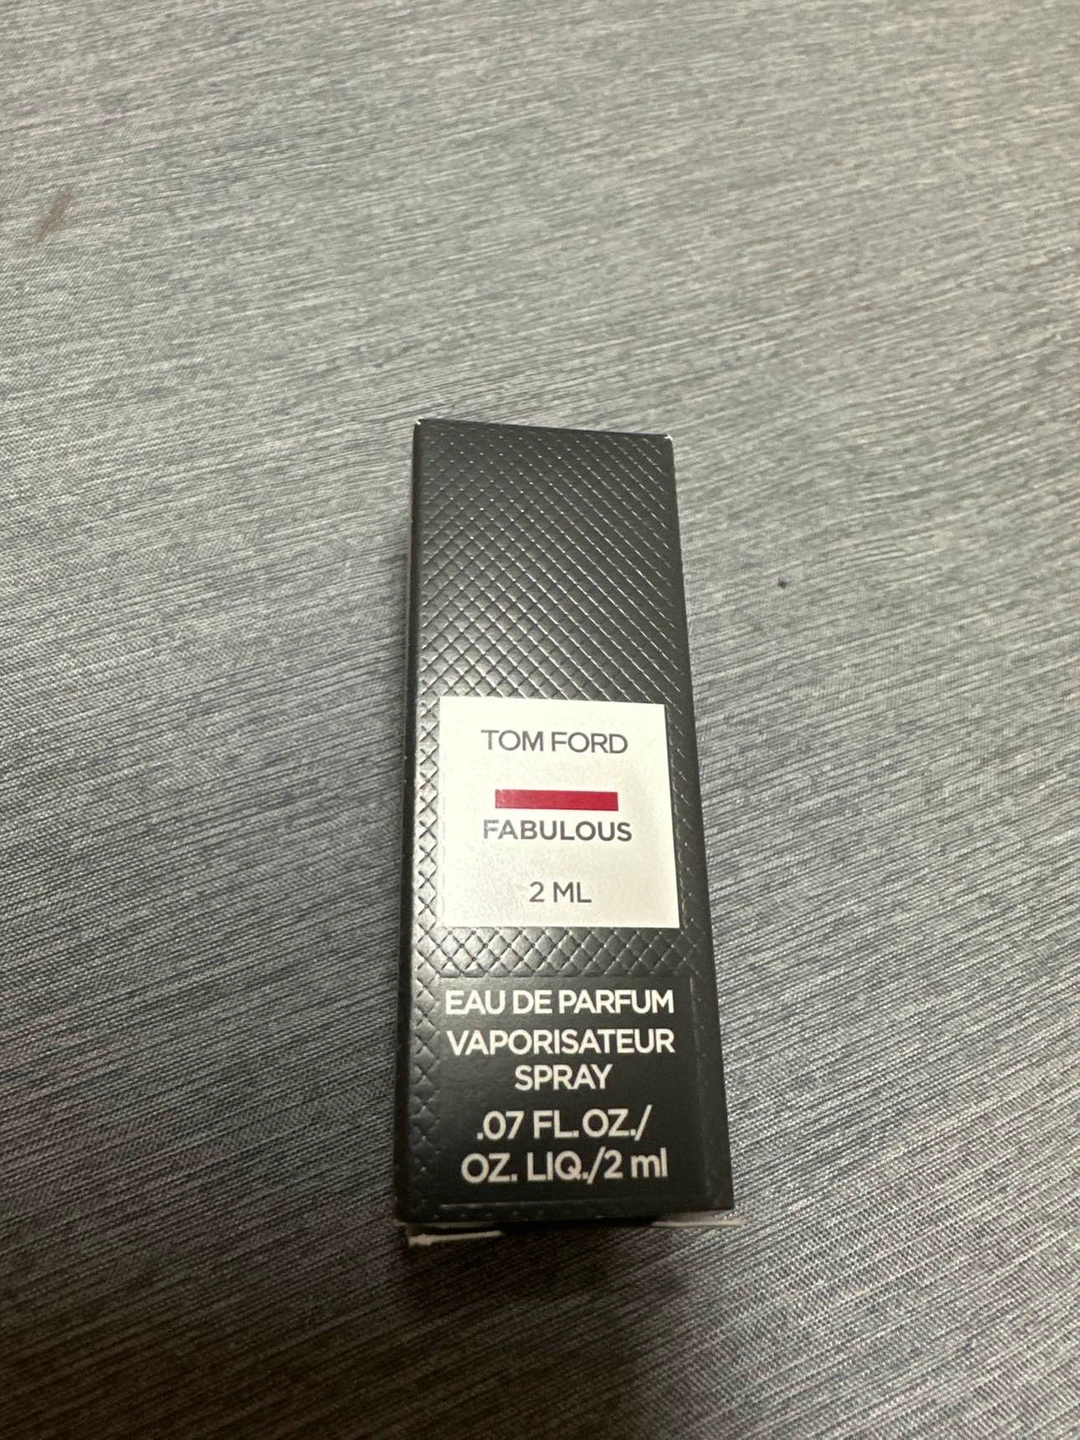 TOM FORD
FABULOUS
2 ML
EAU DE PARFUM
VAPORISATEUR
SPRAY
.07 FL.OZ./
OZ. LIQ./2 ml